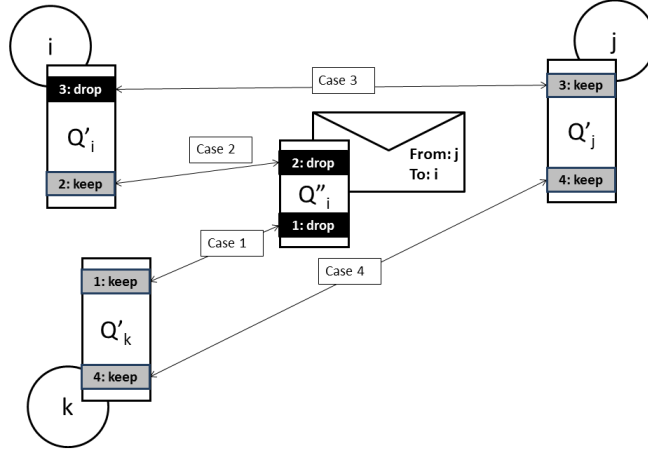 i
j
3: drop
Case 3
3: keep
Q'i
Q'j
Case 2
From: j
To: i
2: drop
2: keep
4: keep
Q''i
1: drop
Case 1
Case 4
1: keep
Q'k
4: keep
k